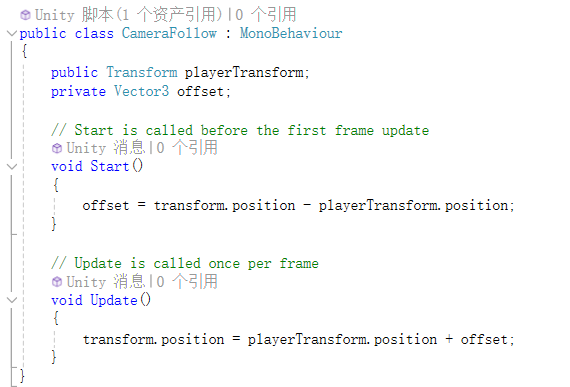 Unity 脚本(1 个资产引用)|0 个引用
public class CameraFollow : MonoBehaviour
{
public Transform playerTransform;
private Vector3 offset;
// Start is called before the first frame update
Unity 消息|0 个引用
void Start()
{
offset = transform.position - playerTransform.position;
}
// Update is called once per frame
Unity 消息|0 个引用
void Update()
{
transform.position = playerTransform.position + offset;
}
}